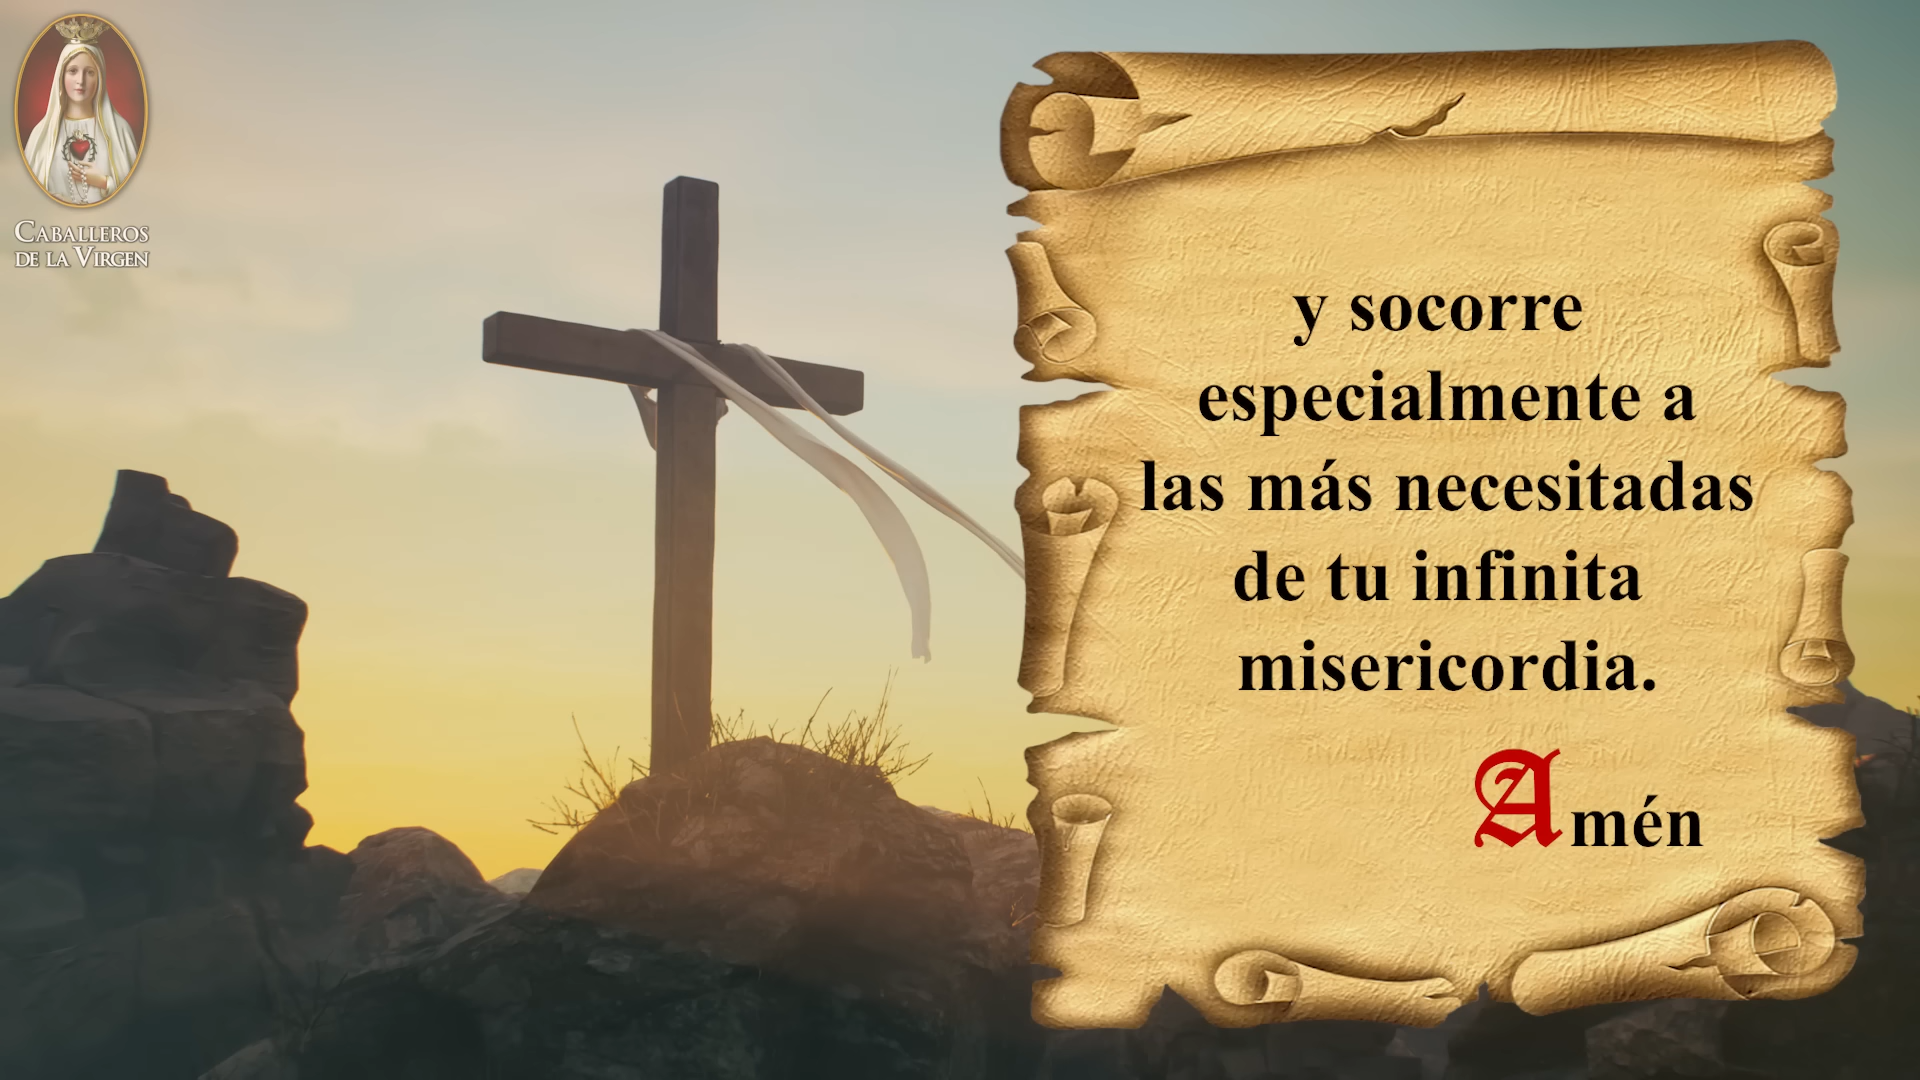 CABALLEROS
DE LA VIRGEN
y socorre
especialmente a
las más necesitadas
de tu infinita
misericordia.
Amén